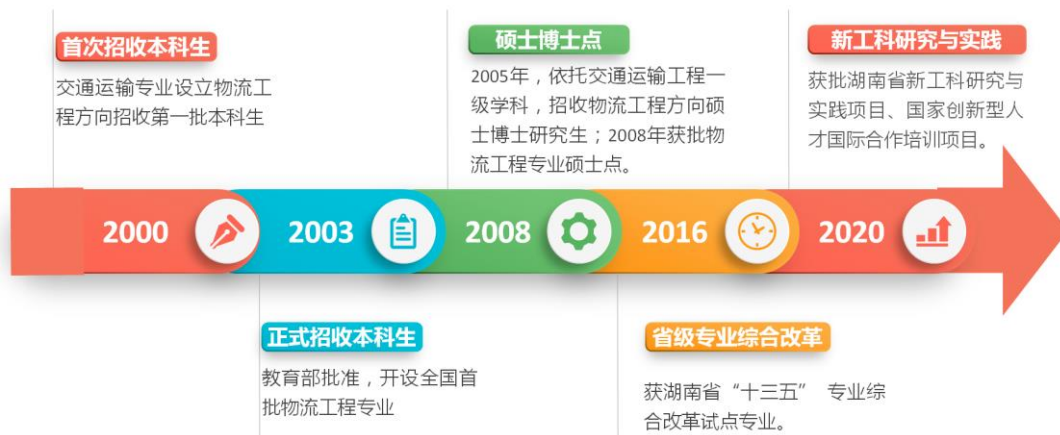 首次招收本科生
交通运输专业设立物流工
程方向招收第一批本科生
硕士博士点
2005年，依托交通运输工程一
级学科，招收物流工程方向硕
士博士研究生；2008年获批物
流工程专业硕士点。
新工科研究与实践
获批湖南省新工科研究与
实践项目、国家创新型人
才国际合作培训项目。
2000
2003
2008
2016
2020
正式招收本科生
教育部批准，开设全国首
批物流工程专业
省级专业综合改革
获湖南省“十三五” 专业综
合改革试点专业。